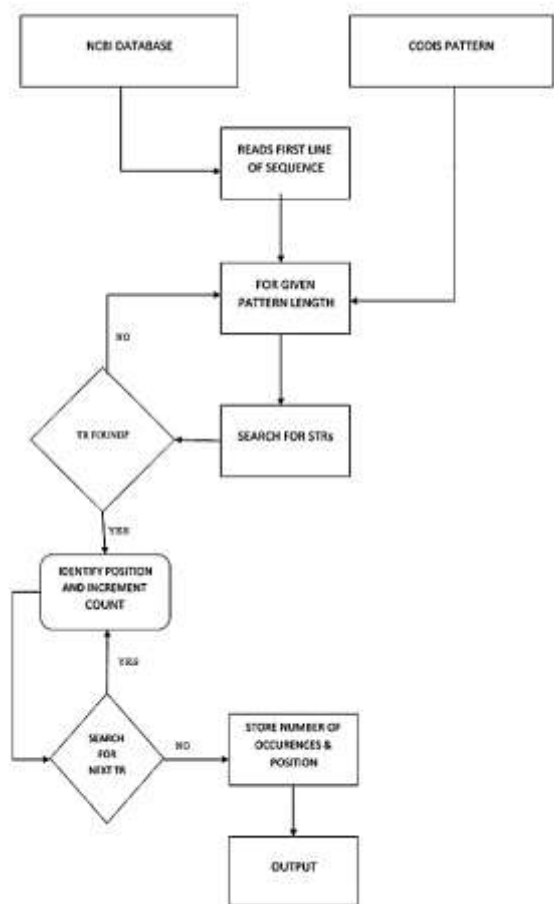 NCBI DATABASE
CODIS PATTERN
READS FIRST LINE
OF SEQUENCE
FOR GIVEN
PATTERN LENGTH
NO
TR FOUND?
SEARCH FOR STRs
YES
IDENTIFY POSITION
AND INCREMENT
COUNT
YES
SEARCH
FOR
NEXT TR
NO
STORE NUMBER OF
OCCURENCES &
POSITION
OUTPUT